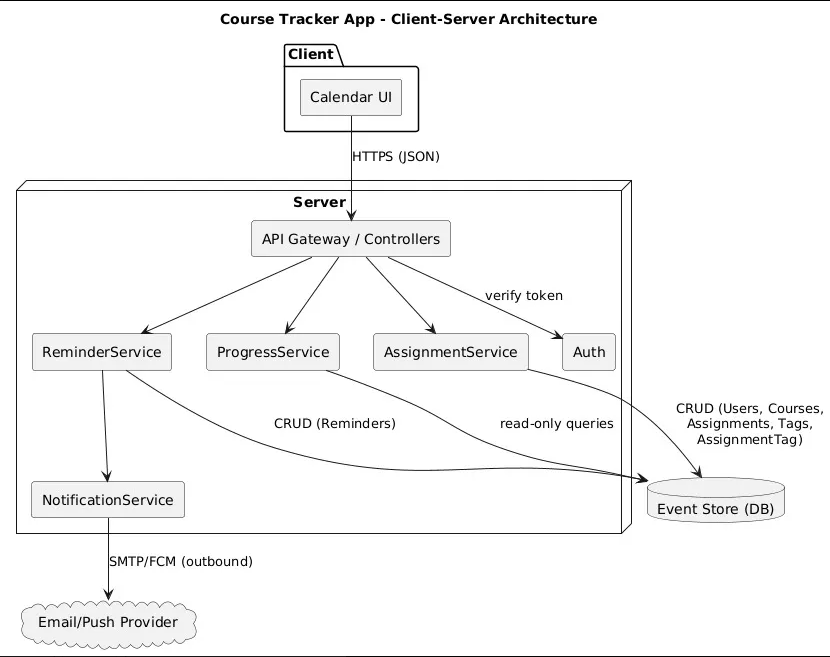 Course Tracker App - Client-Server Architecture
Client
Calendar UI
HTTPS (JSON)
Server
API Gateway / Controllers
verify token
ReminderService
ProgressService
AssignmentService
Auth
CRUD (Reminders)
read-only queries
CRUD (Users, Courses,
Assignments, Tags,
AssignmentTag)
NotificationService
Event Store (DB)
SMTP/FCM (outbound)
Email/Push Provider